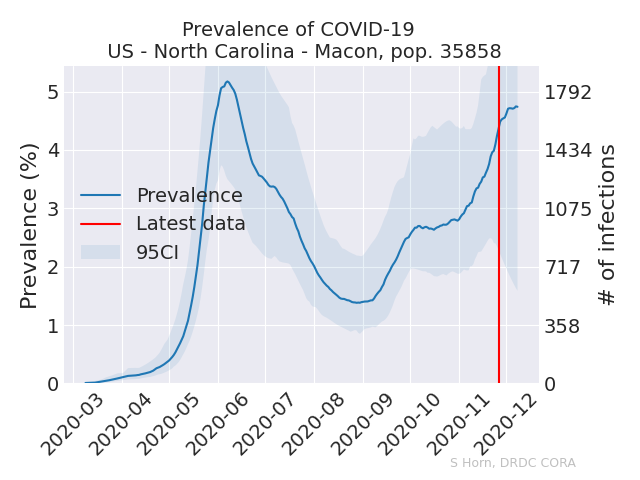 Prevalence of COVID-19
US - North Carolina - Macon, pop. 35858
Prevalence (%)
5
4
3
2
1
0
1792
1434
1075
717
358
0
# of infections
Prevalence
Latest data
95CI
2020-03
2020-04
2020-05
2020-06
2020-07
2020-08
2020-09
2020-10
2020-11
2020-12
S Horn, DRDC CORA